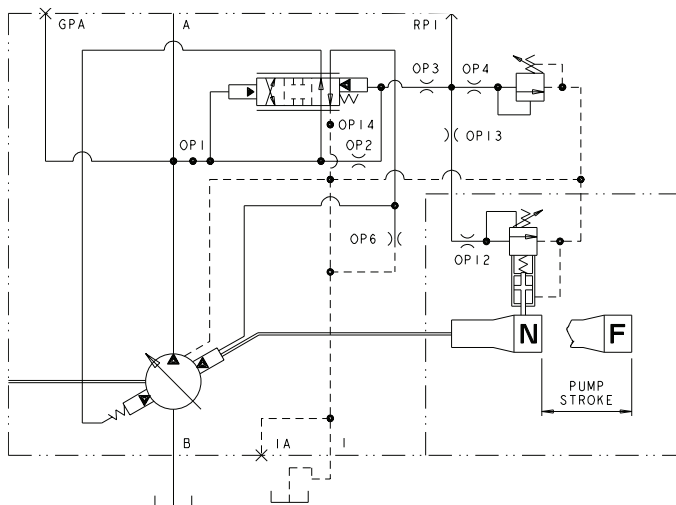 GPA
A
RP1
OP3
OP4
OP14
OP13
OP1
OP2
OP6
OP12
N
F
PUMP
STROKE
B
1A
1